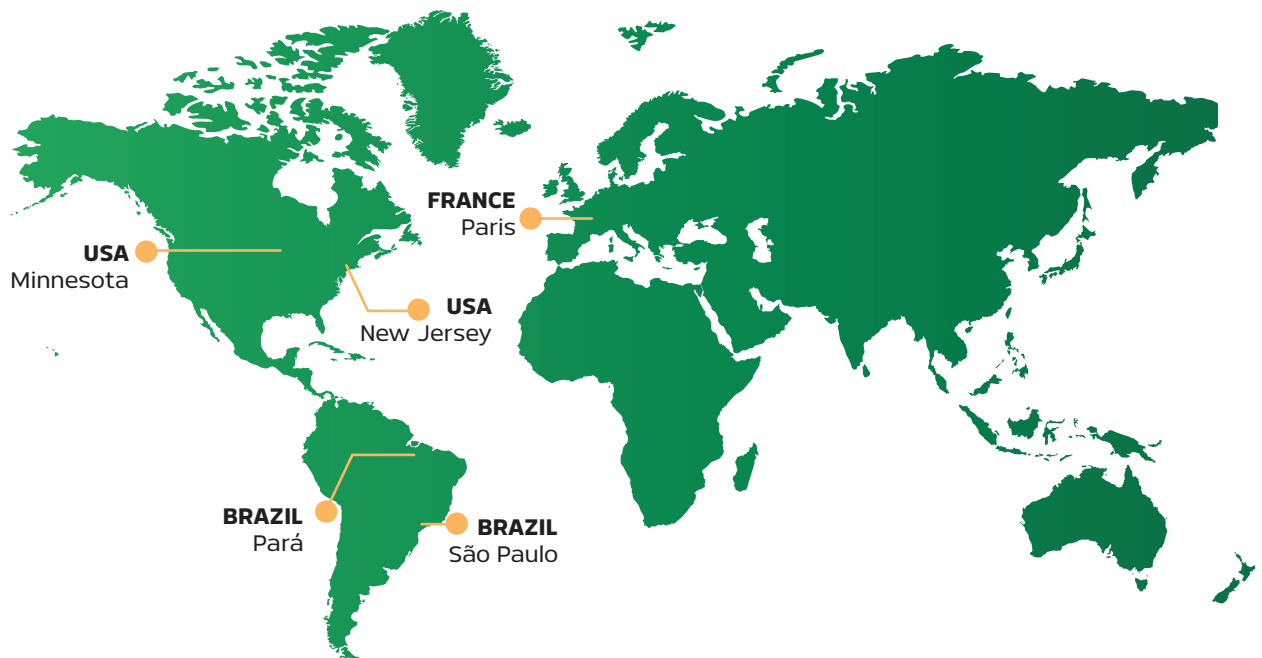 FRANCE
Paris
USA
Minnesota
USA
New Jersey
BRAZIL
Pará
BRAZIL
São Paulo